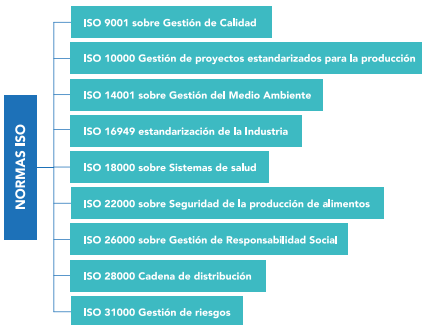 NORMAS ISO
ISO 9001 sobre Gestión de Calidad
ISO 10000 Gestión de proyectos estandarizados para la producción
ISO 14001 sobre Gestión del Medio Ambiente
ISO 16949 estandarización de la Industria
ISO 18000 sobre Sistemas de salud
ISO 22000 sobre Seguridad de la producción de alimentos
ISO 26000 sobre Gestión de Responsabilidad Social
ISO 28000 Cadena de distribución
ISO 31000 Gestión de riesgos